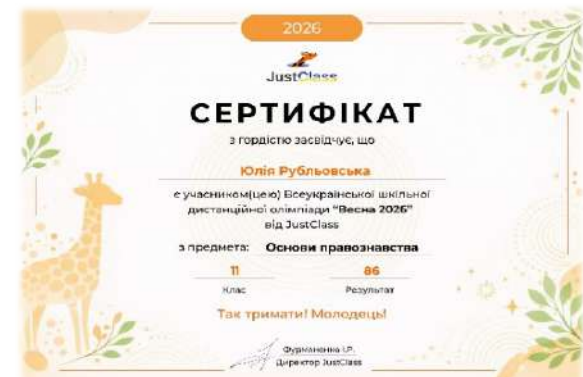 2026
JustClass
СЕРТИФІКАТ
з гордістю засвідчує, що
Юлія Рубльовська
є учасником(цею) Всеукраїнської шкільної
дистанційної олімпіади "Весна 2026"
від JustClass
з предмета: Основи правознавства
11 86
Клас Результат
Так тримати! Молодець!
Фурманенко І.Р.
Директор JustClass